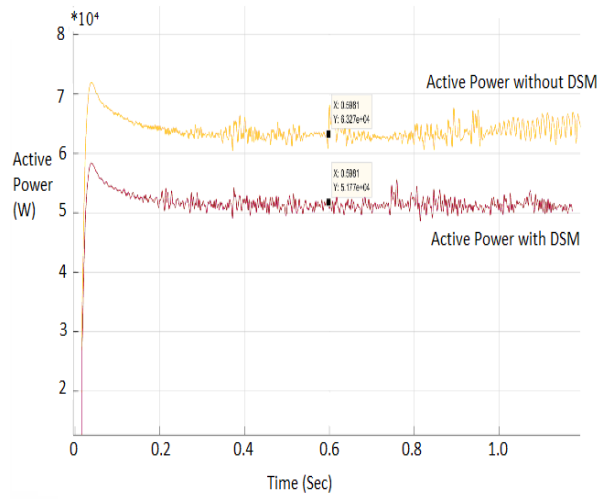 *10⁴
8
Active Power without DSM
7
X: 0.5981
Y: 6.327e+04
6
Active
Power
(W)
X: 0.5981
Y: 5.177e+04
5
Active Power with DSM
4
3
2
0 0.2 0.4 0.6 0.8 1.0
Time (Sec)